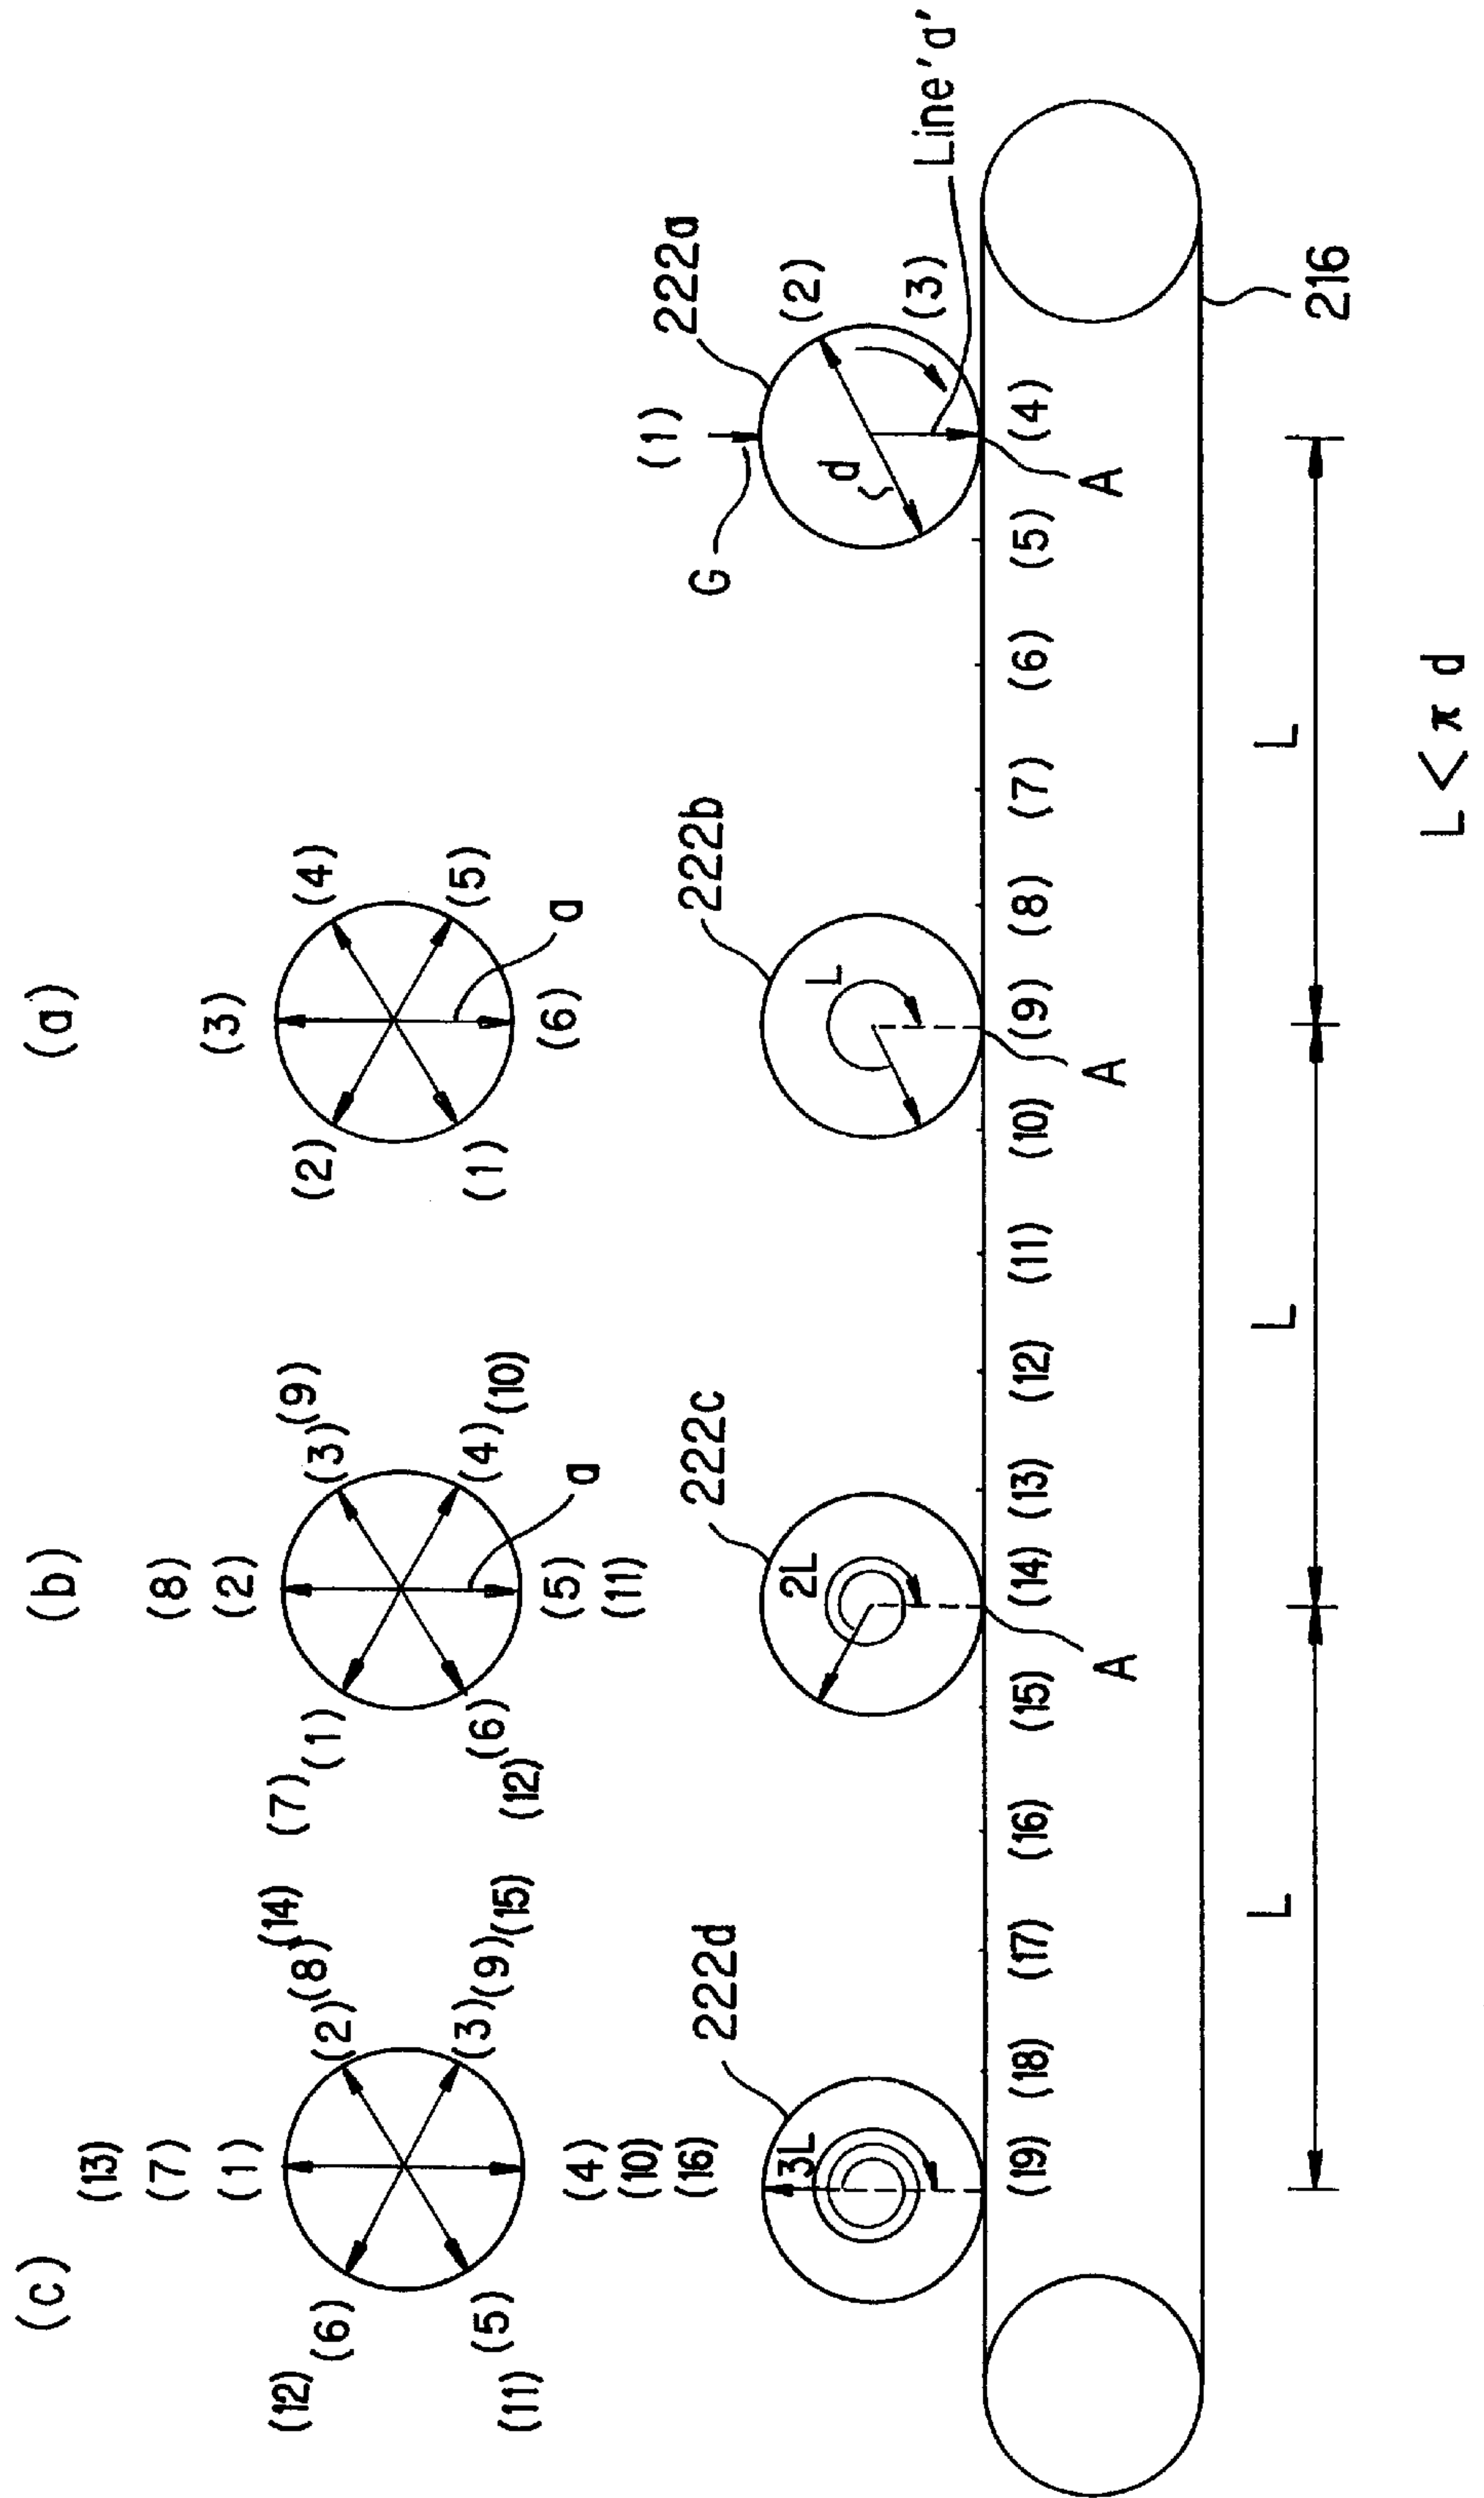 (c)
(b)
(a)
(13)
(7)
(1)
(12)
(6)
(2)
(8)
(14)
(11)
(5)
(3)
(9)
(15)
(4)
(10)
(16)
(8)
(2)
(7)
(1)
(3)
(9)
(12)
(6)
(4)
(10)
a
(5)
(11)
(3)
(2)
(4)
(1)
(5)
a
(6)
222d
222c
222b
222a
(1)
G
3L
2L
L
d
(2)
(3)
Line 'a'
(19)
(18)
(17)
(16)
(15)
(14)
(13)
(12)
(11)
(10)
(9)
(8)
(7)
(6)
(5)
(4)
A
A
A
L
L
L
216
L < π d